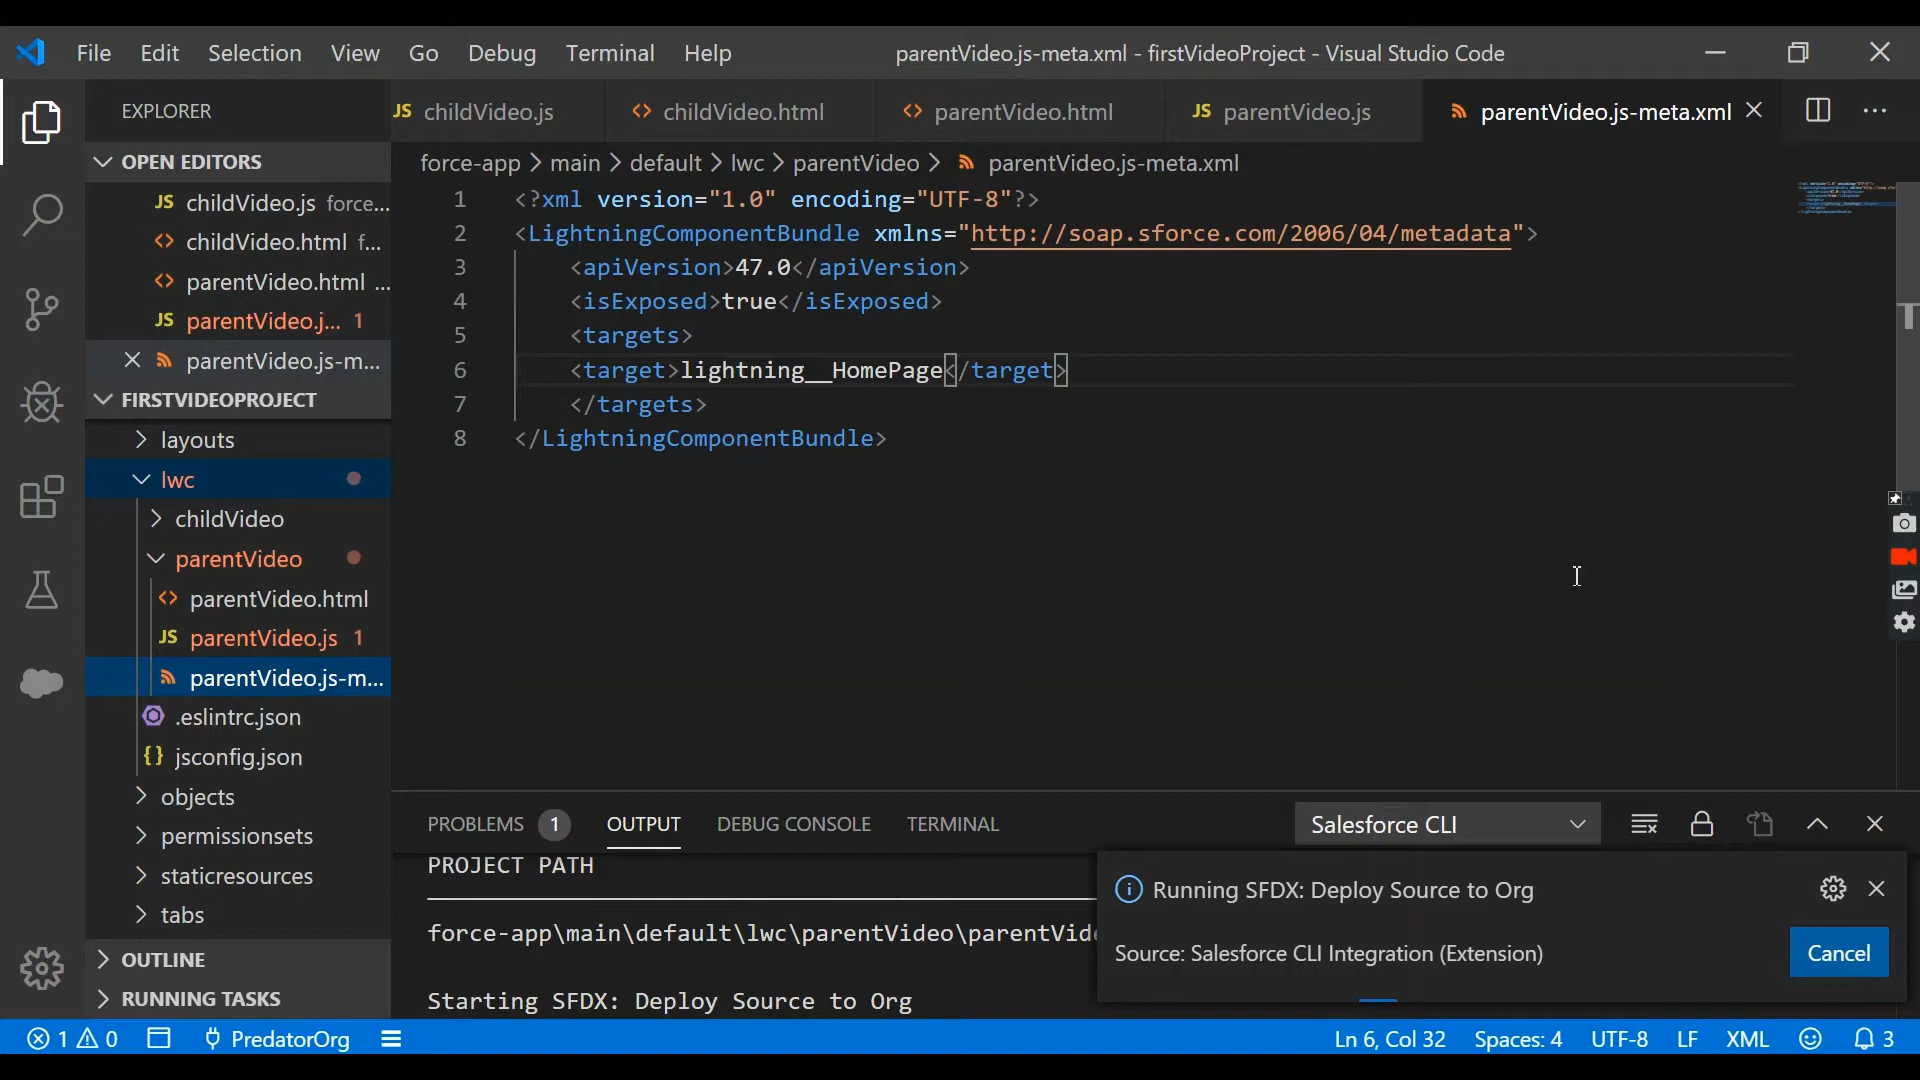 File Edit Selection View Go Debug Terminal Help parentVideo.js-meta.xml - firstVideoProject - Visual Studio Code
EXPLORER
JS childVideo.js <> childVideo.html <> parentVideo.html JS parentVideo.js parentVideo.js-meta.xml
OPEN EDITORS
JS childVideo.js force...
<> childVideo.html f...
<> parentVideo.html ...
JS parentVideo.j... 1
parentVideo.js-m...
FIRSTVIDEOPROJECT
layouts
lwc
childVideo
parentVideo
<> parentVideo.html
JS parentVideo.js 1
parentVideo.js-m...
.eslintrc.json
{} jsconfig.json
objects
permissionsets
staticresources
tabs
OUTLINE
RUNNING TASKS
force-app > main > default > lwc > parentVideo > parentVideo.js-meta.xml
1 <?xml version="1.0" encoding="UTF-8"?>
2 <LightningComponentBundle xmlns="http://soap.sforce.com/2006/04/metadata">
3 <apiVersion>47.0</apiVersion>
4 <isExposed>true</isExposed>
5 <targets>
6 <target>lightning__HomePage</target>
7 </targets>
8 </LightningComponentBundle>
PROBLEMS 1 OUTPUT DEBUG CONSOLE TERMINAL Salesforce CLI
PROJECT PATH
force-app\main\default\lwc\parentVideo\parentVid
Starting SFDX: Deploy Source to Org
Running SFDX: Deploy Source to Org
Source: Salesforce CLI Integration (Extension) Cancel
1 0 PredatorOrg Ln 6, Col 32 Spaces: 4 UTF-8 LF XML 3